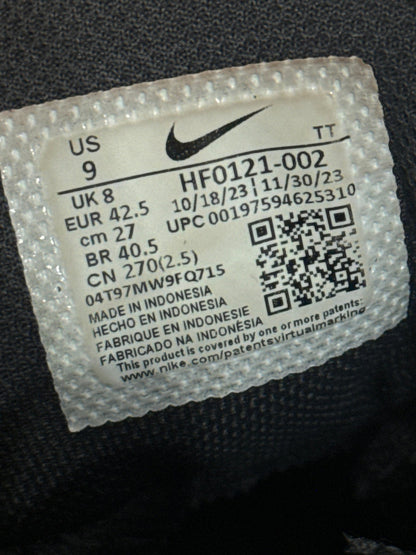 US
9
TT
UK 8
HF0121-002
EUR 42.5
10/18/23 | 11/30/23
cm 27
UPC 00197594625310
BR 40.5
CN 270(2.5)
04T97MW9FQ715
MADE IN INDONESIA
HECHO EN INDONESIA
FABRIQUE EN INDONESIE
FABRICADO NA INDONÉSIA
This product is covered by one or more patents:
www.nike.com/patentsvirtualmarking